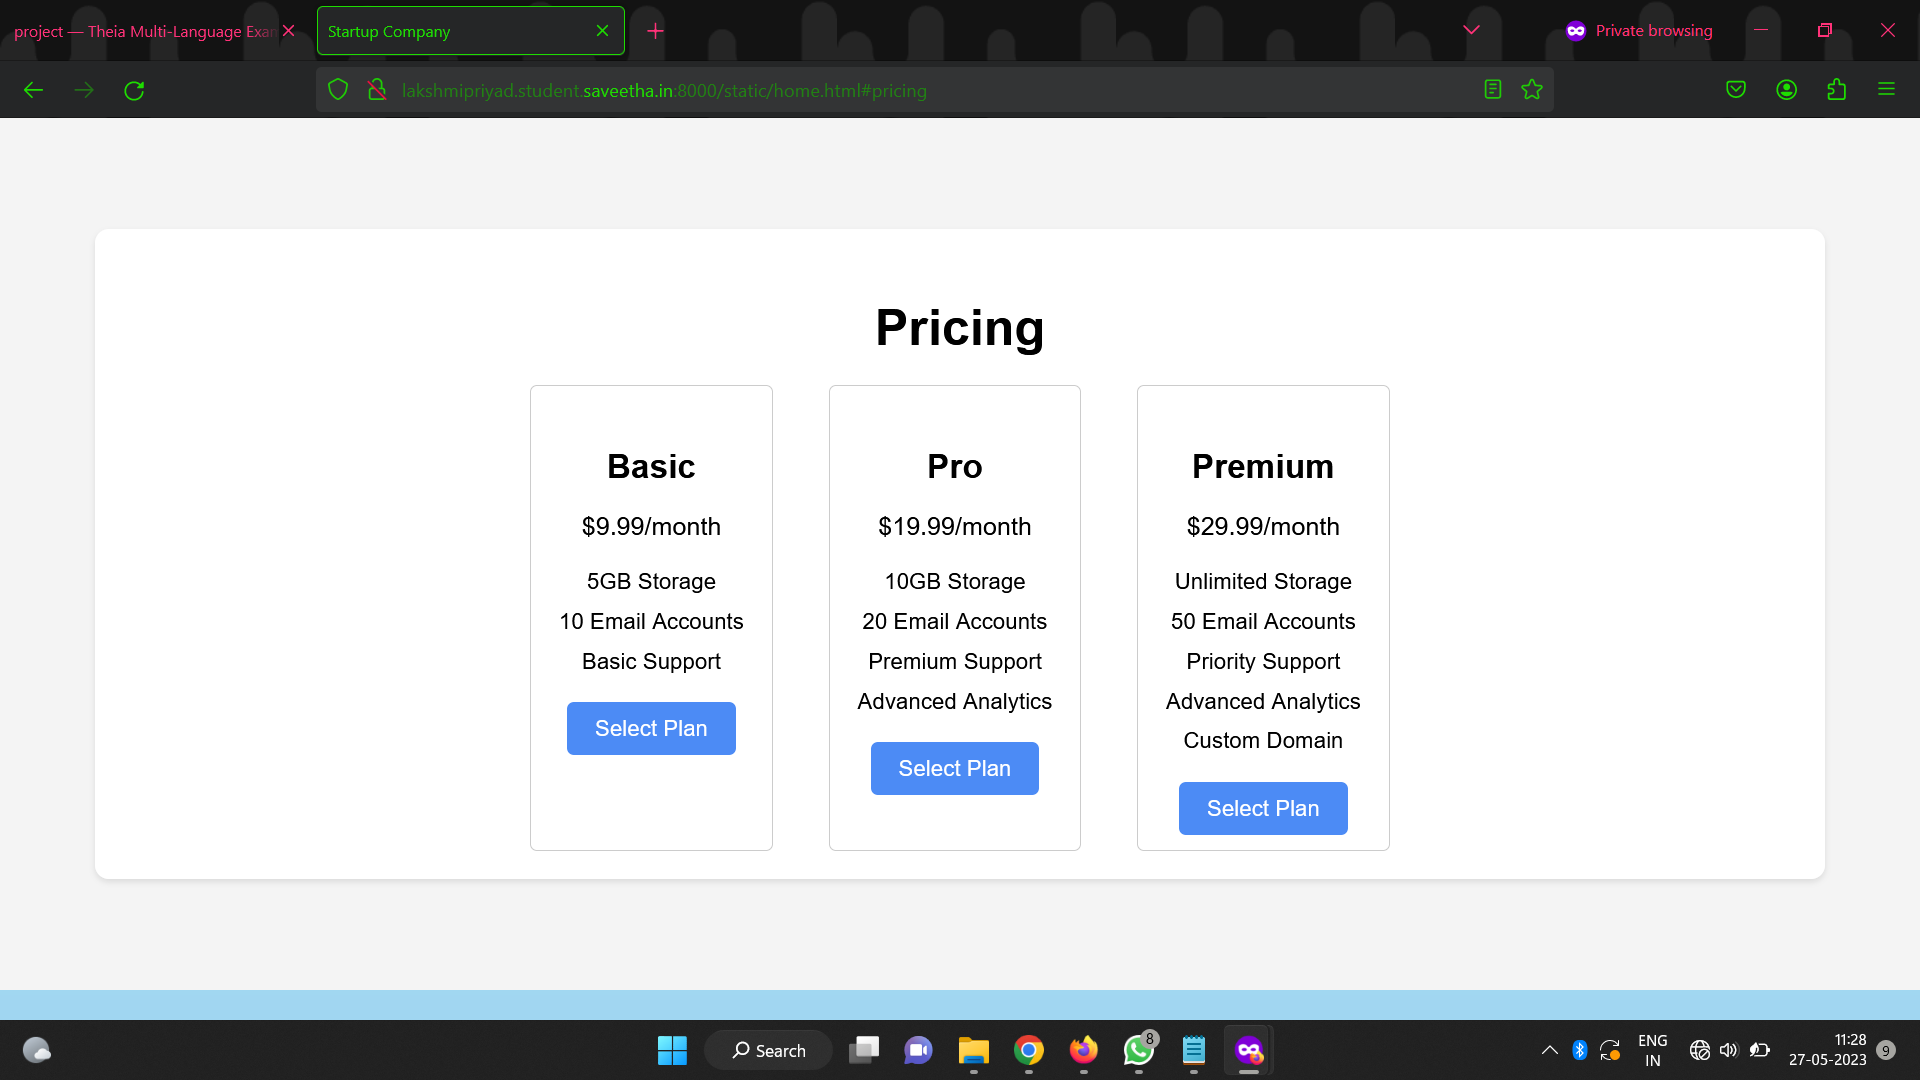 project — Theia Multi-Language Exa
Startup Company
Private browsing
lakshmipriyad.student.saveetha.in:8000/static/home.html#pricing
Pricing
Basic
$9.99/month
5GB Storage
10 Email Accounts
Basic Support
Select Plan
Pro
$19.99/month
10GB Storage
20 Email Accounts
Premium Support
Advanced Analytics
Select Plan
Premium
$29.99/month
Unlimited Storage
50 Email Accounts
Priority Support
Advanced Analytics
Custom Domain
Select Plan
Search
8
ENG
IN
11:28
27-05-2023
9